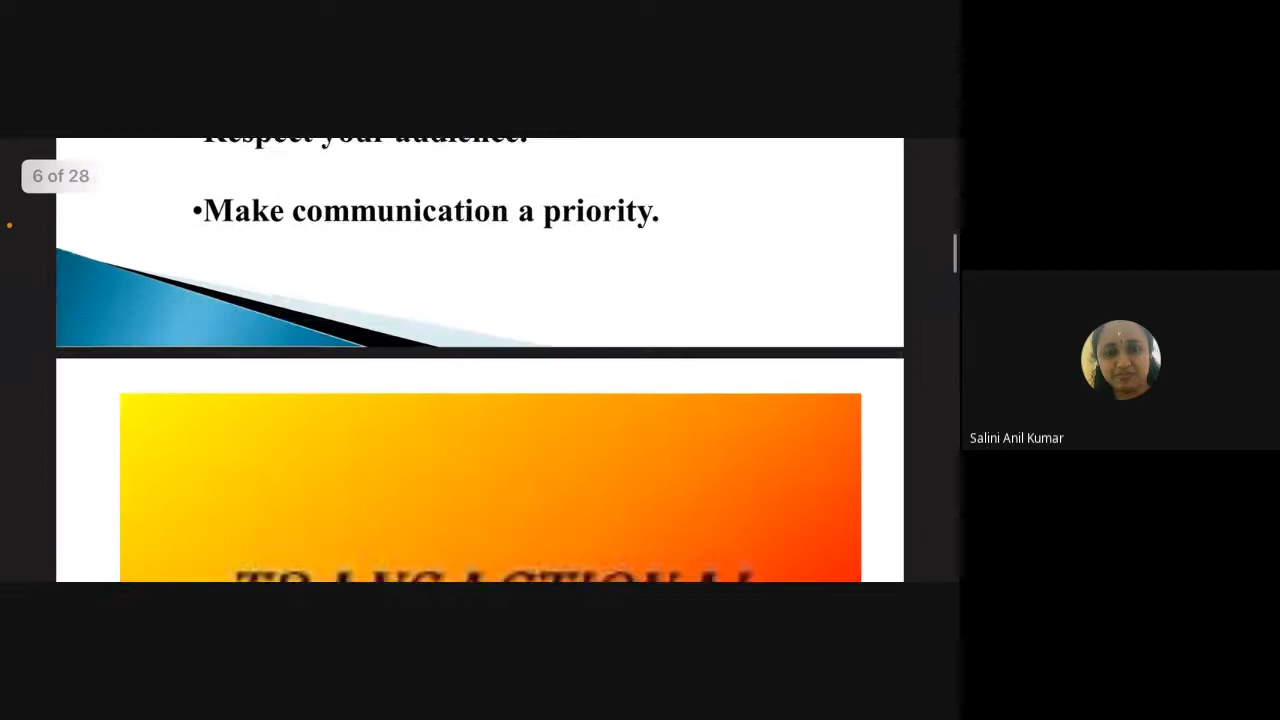 •Respect your audience.
6 of 28
•Make communication a priority.
TRANSACTIONAL
Salini Anil Kumar